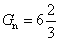 Gₙ = 6 2/3